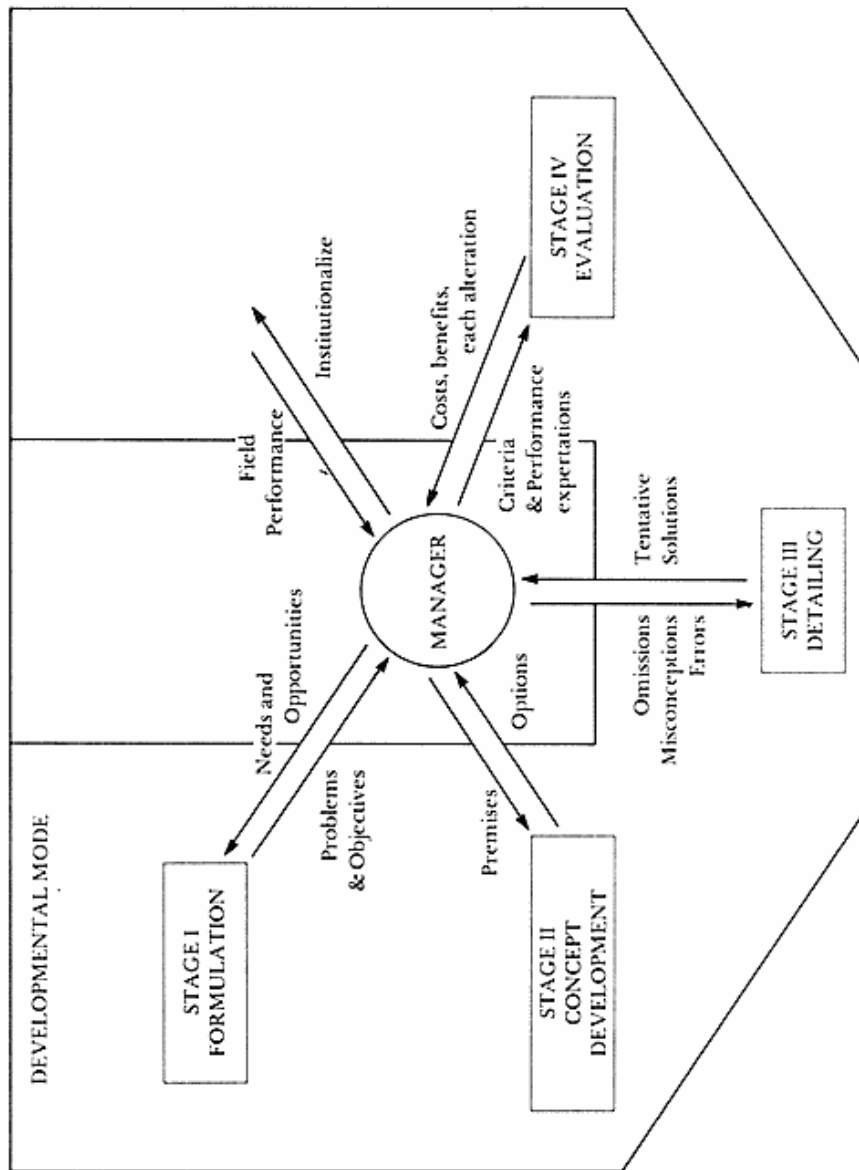 DEVELOPMENTAL MODE
STAGE I
FORMULATION
Needs and
Opportunities
Problems
& Objectives
Field
Performance
Institutionalize
MANAGER
Premises
Options
STAGE II
CONCEPT
DEVELOPMENT
Omissions
Misconceptions
Errors
Tentative
Solutions
STAGE III
DETAILING
Criteria
& Performance
expertations
Costs, benefits,
each alteration
STAGE IV
EVALUATION